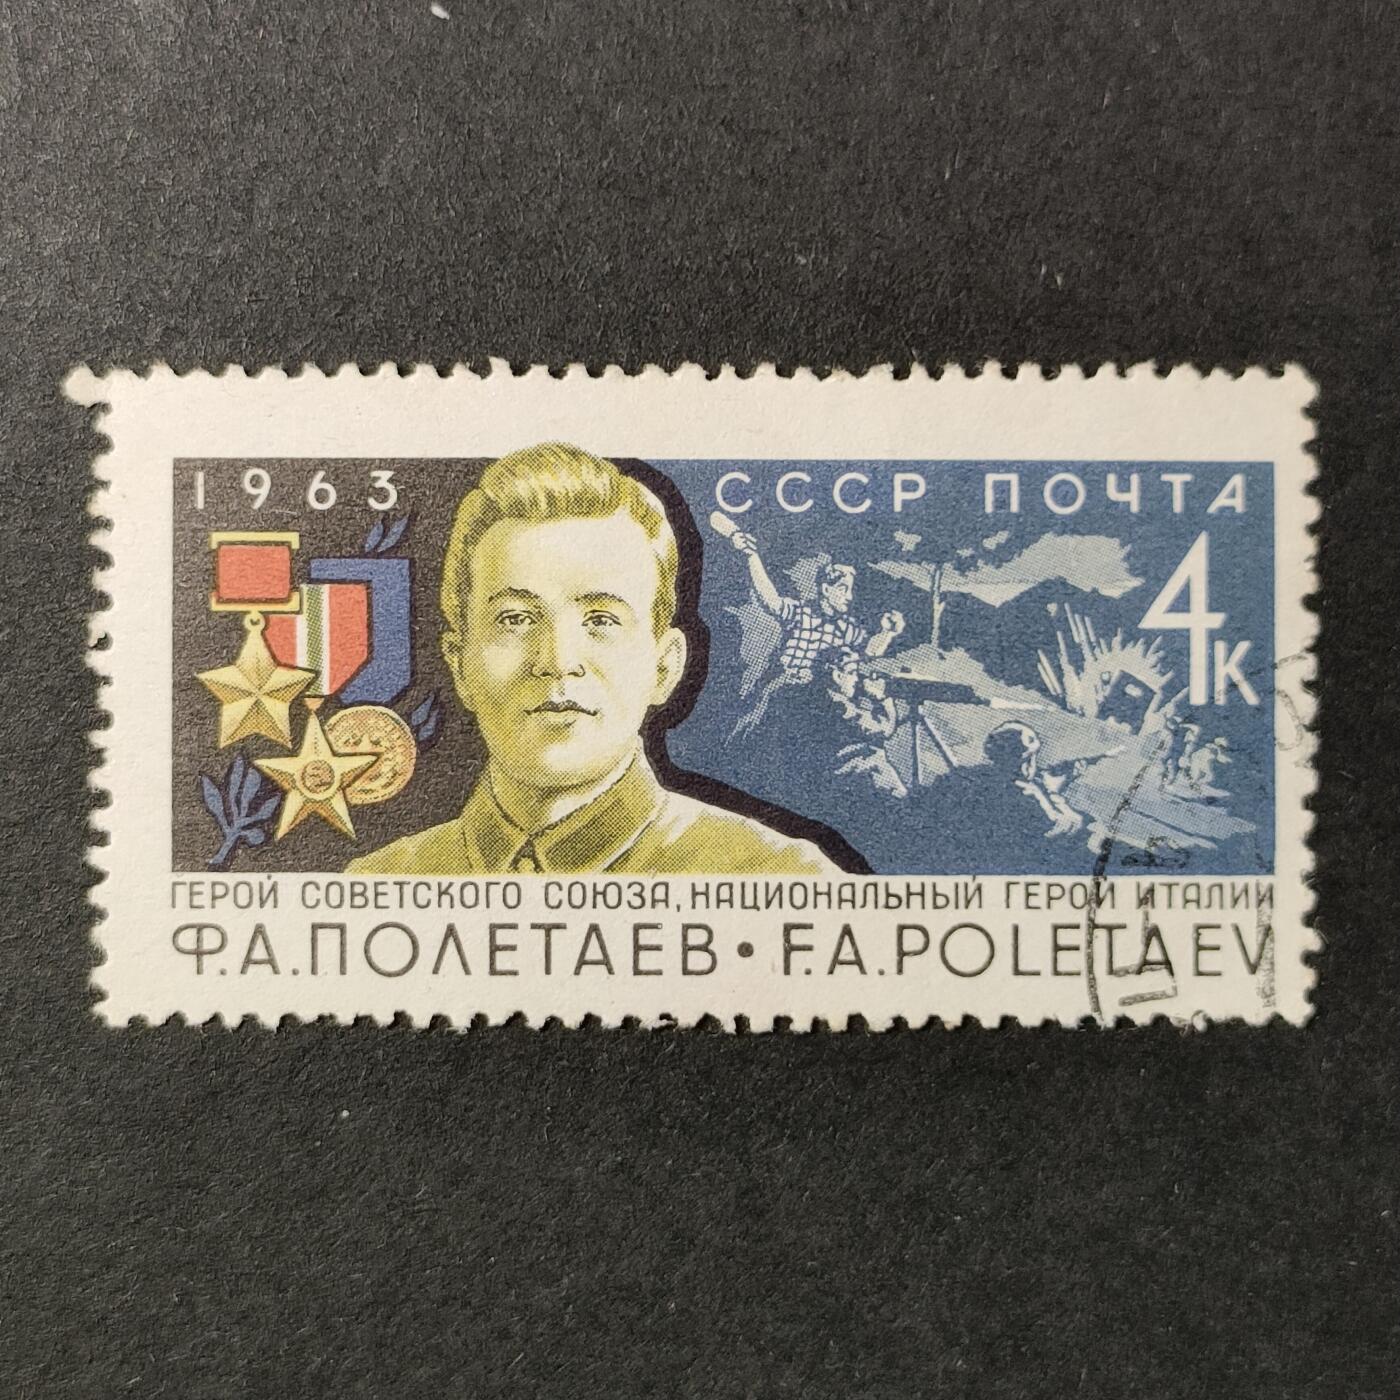 1963
СССР ПОЧТА
4к
ГЕРОЙ СОВЕТСКОГО СОЮЗА, НАЦИОНАЛЬНЫЙ ГЕРОЙ ИТАЛИИ
Ф.А.ПОЛЕТАЕВ • F.A.POLETAEV